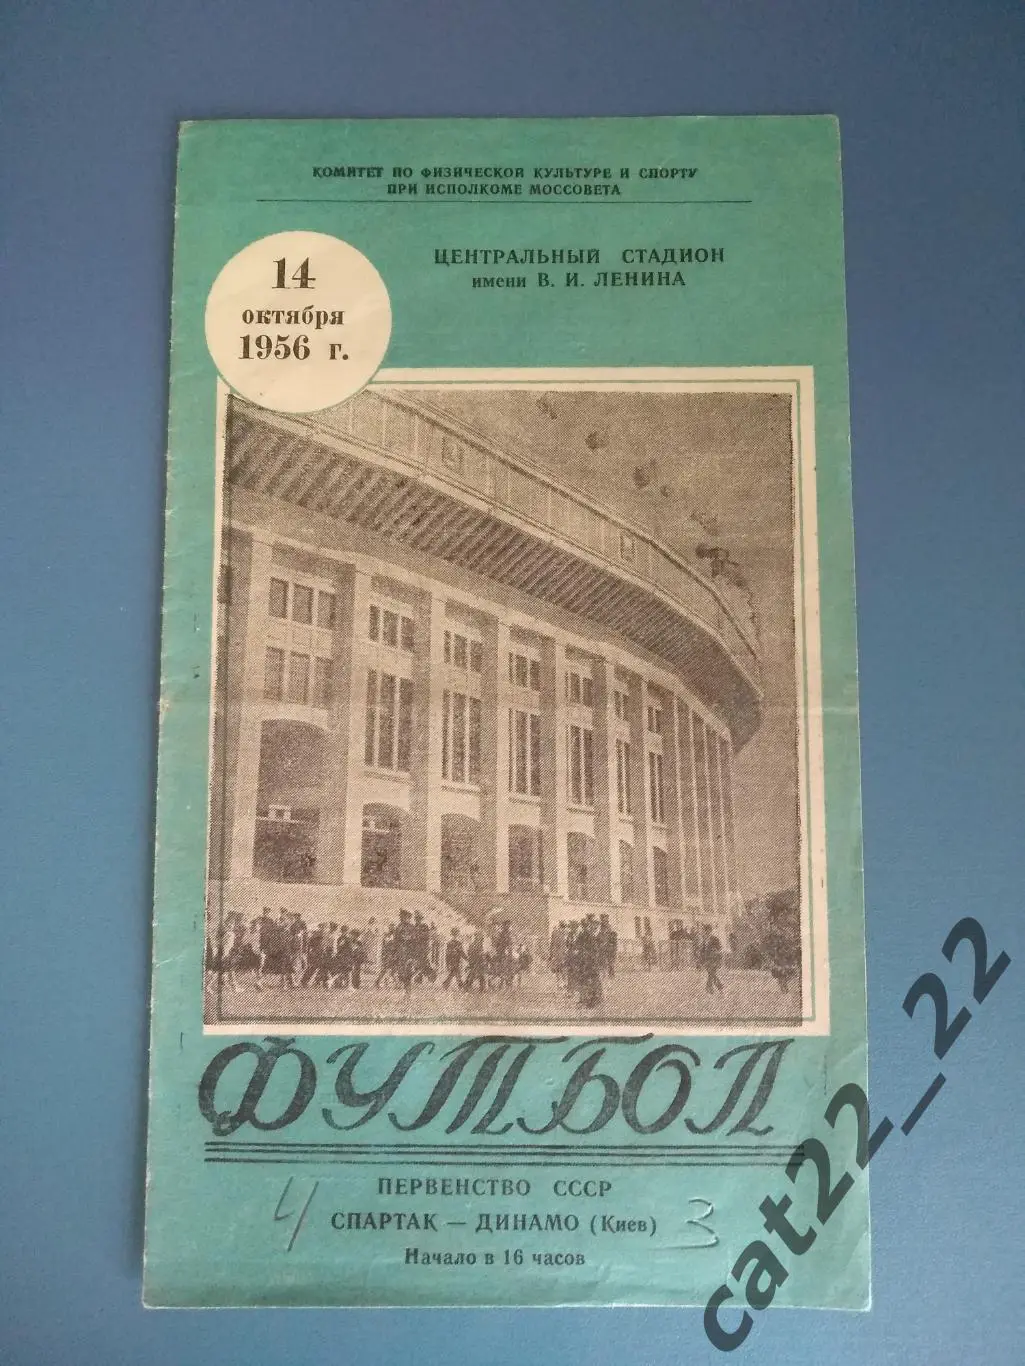 КОМИТЕТ ПО ФИЗИЧЕСКОЙ КУЛЬТУРЕ И СПОРТУ
ПРИ ИСПОЛКОМЕ МОССОВЕТА
14
октября
1956 г.
ЦЕНТРАЛЬНЫЙ СТАДИОН
имени В. И. ЛЕНИНА
ФУТБОЛ
ПЕРВЕНСТВО СССР
4 СПАРТАК — ДИНАМО (Киев) 3
Начало в 16 часов
cat22_22